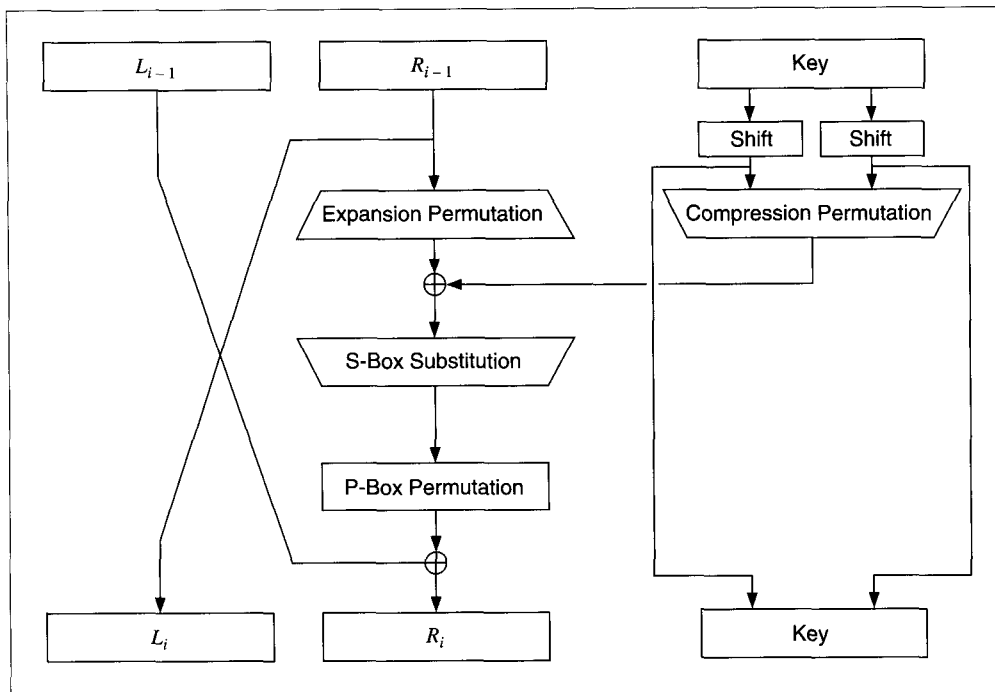 L_{i-1}
R_{i-1}
Key
Shift
Shift
Expansion Permutation
Compression Permutation
S-Box Substitution
P-Box Permutation
L_i
R_i
Key